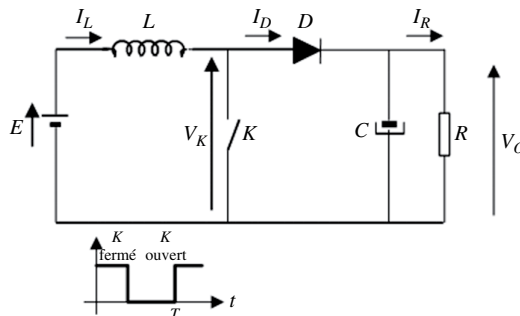 I_L L I_D D I_R
E V_K K C R V_C
K K
fermé ouvert
T t